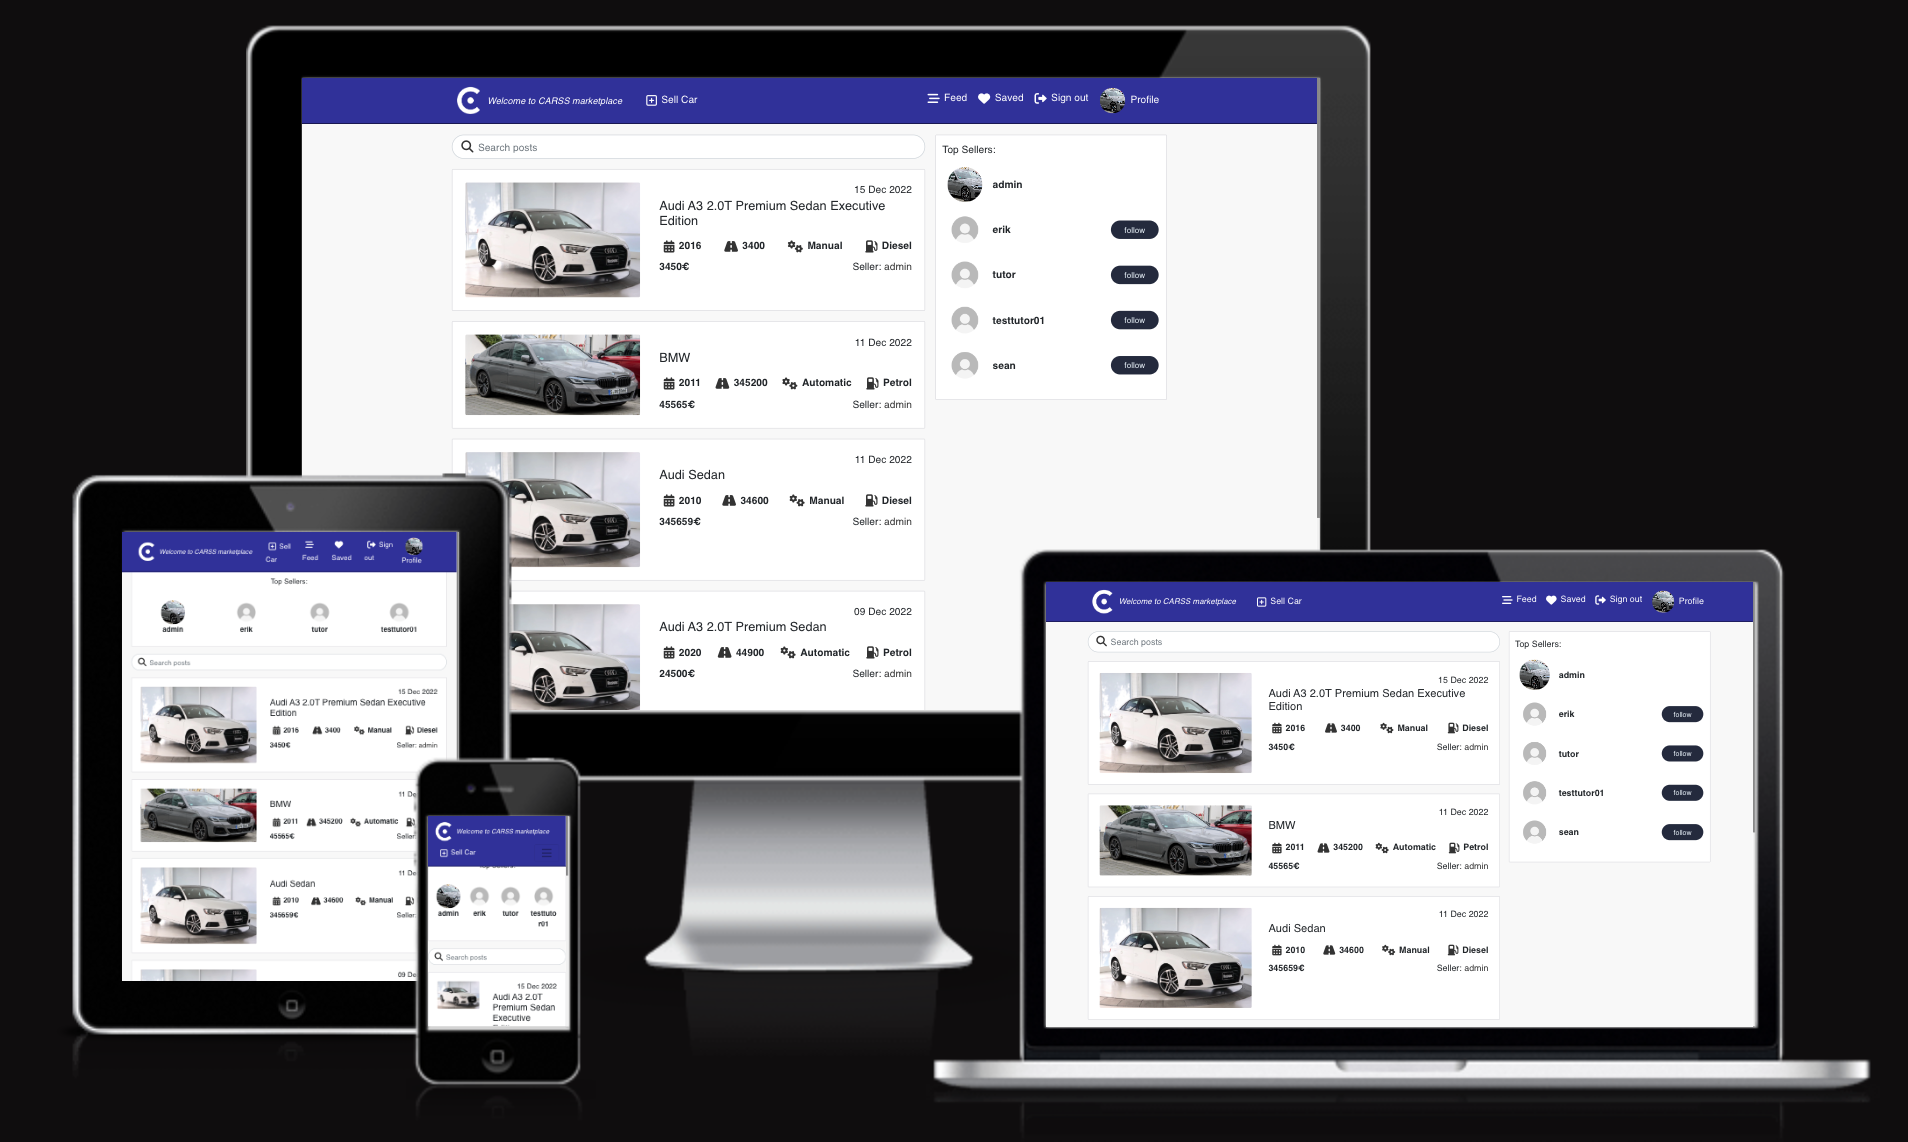 Welcome to CARSS marketplace
Sell Car
Feed
Saved
Sign out
Profile
Search posts
15 Dec 2022
Audi A3 2.0T Premium Sedan Executive
Edition
2016 3400 Manual Diesel
3450€ Seller: admin
11 Dec 2022
BMW
2011 345200 Automatic Petrol
45565€ Seller: admin
11 Dec 2022
Audi Sedan
2010 34600 Manual Diesel
345659€ Seller: admin
09 Dec 2022
Audi A3 2.0T Premium Sedan
2020 44900 Automatic Petrol
24500€ Seller: admin
Top Sellers:
admin
erik follow
tutor follow
testtutor01 follow
sean follow
Welcome to CARSS marketplace
Sell
Car
Feed
Saved
Sign
out
Profile
Top Sellers:
admin erik tutor testtutor01
Search posts
15 Dec 2022
Audi A3 2.0T Premium Sedan Executive
Edition
2016 3400 Manual Diesel
3450€ Seller: admin
11 De
BMW
2011 345200 Automatic
45565€ Seller:
11 De
Audi Sedan
2010 34600 Manual
345659€ Seller:
09 De
Welcome to CARSS marketplace
Sell Car
admin erik tutor testtuto
r01
Search posts
15 Dec 2022
Audi A3 2.0T
Premium Sedan
Executive
Welcome to CARSS marketplace
Sell Car
Feed
Saved
Sign out
Profile
Search posts
15 Dec 2022
Audi A3 2.0T Premium Sedan Executive
Edition
2016 3400 Manual Diesel
3450€ Seller: admin
11 Dec 2022
BMW
2011 345200 Automatic Petrol
45565€ Seller: admin
11 Dec 2022
Audi Sedan
2010 34600 Manual Diesel
345659€ Seller: admin
Top Sellers:
admin
erik follow
tutor follow
testtutor01 follow
sean follow